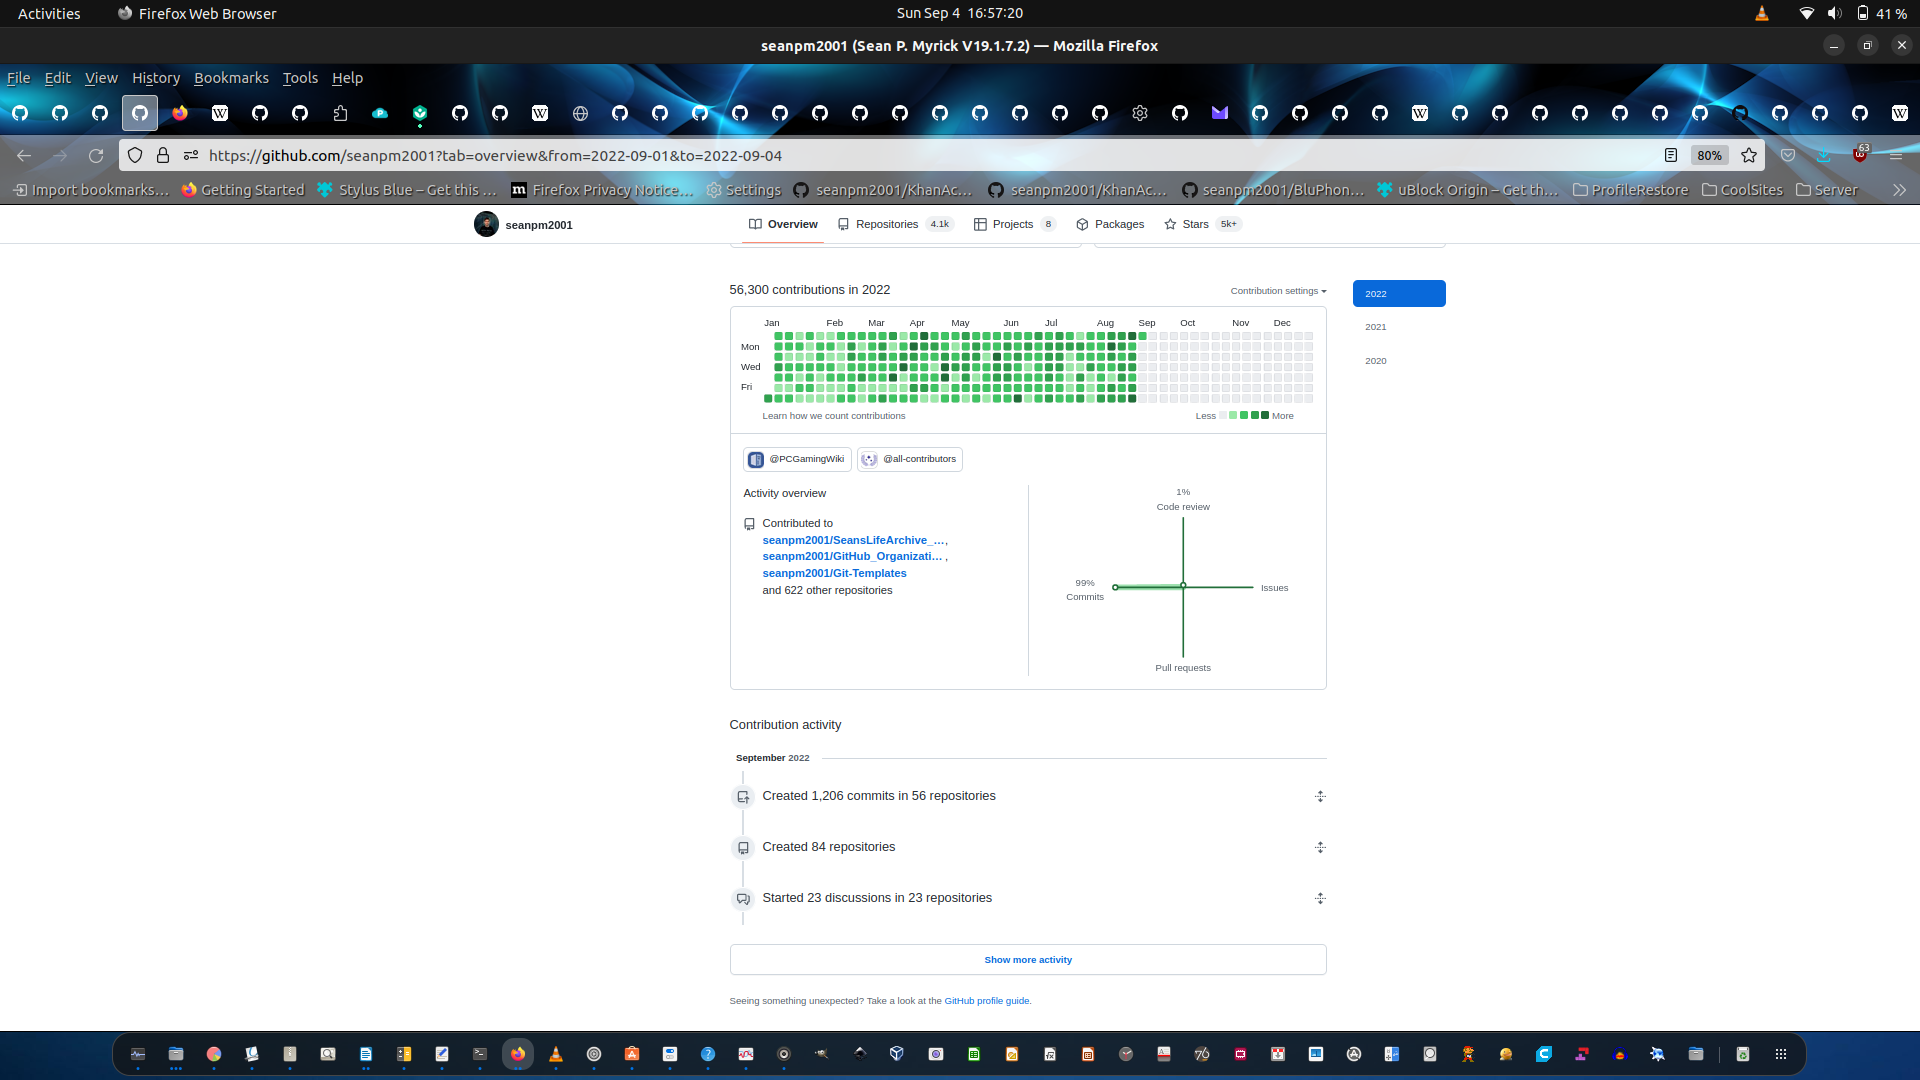 Activities
Firefox Web Browser
Sun Sep 4 16:57:20
41 %
seanpm2001 (Sean P. Myrick V19.1.7.2) — Mozilla Firefox
File Edit View History Bookmarks Tools Help
https://github.com/seanpm2001?tab=overview&from=2022-09-01&to=2022-09-04
80%
63
Import bookmarks… Getting Started Stylus Blue – Get this … Firefox Privacy Notice… Settings seanpm2001/KhanAc… seanpm2001/KhanAc… seanpm2001/BluPhon… uBlock Origin – Get th… ProfileRestore CoolSites Server
seanpm2001
Overview Repositories 4.1k Projects 8 Packages Stars 5k+
56,300 contributions in 2022
Contribution settings
2022
2021
2020
Jan Feb Mar Apr May Jun Jul Aug Sep Oct Nov Dec
Mon
Wed
Fri
Learn how we count contributions
Less More
@PCGamingWiki @all-contributors
Activity overview
Contributed to
seanpm2001/SeansLifeArchive_…,
seanpm2001/GitHub_Organizati… ,
seanpm2001/Git-Templates
and 622 other repositories
1%
Code review
99%
Commits
Issues
Pull requests
Contribution activity
September 2022
Created 1,206 commits in 56 repositories
Created 84 repositories
Started 23 discussions in 23 repositories
Show more activity
Seeing something unexpected? Take a look at the GitHub profile guide.